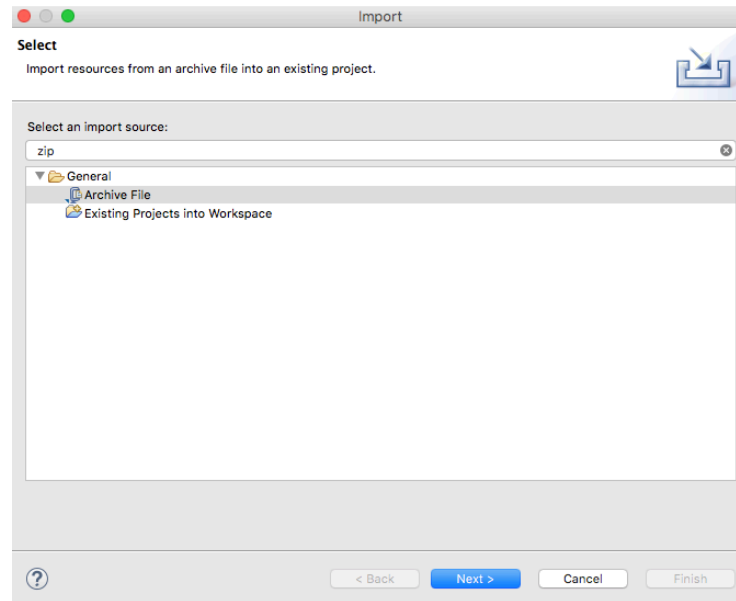 Import
Select
Import resources from an archive file into an existing project.
Select an import source:
zip
General
Archive File
Existing Projects into Workspace
?
< Back
Next >
Cancel
Finish